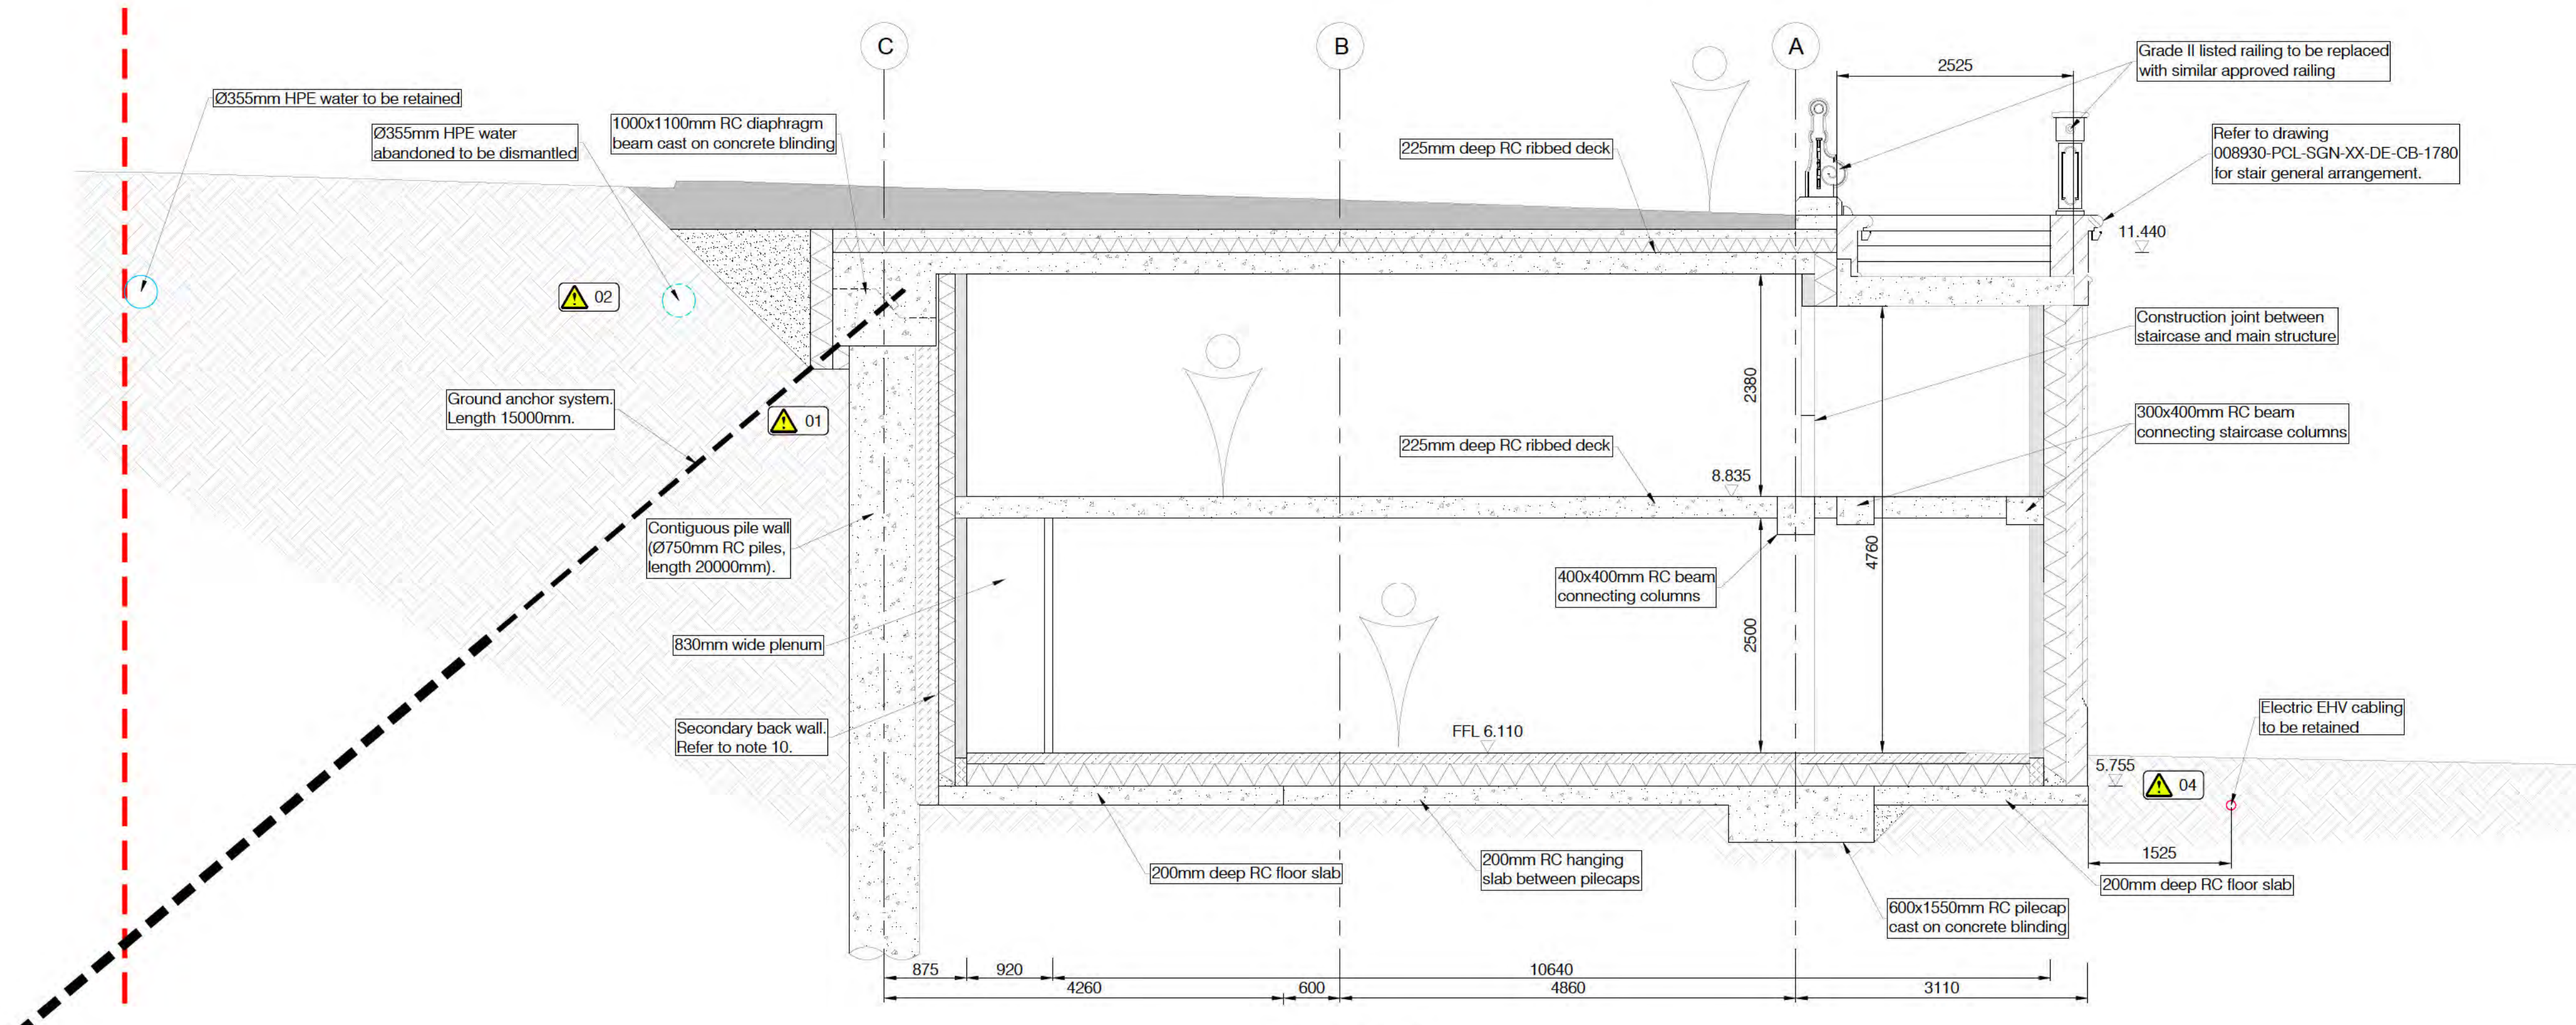 C
B
A
2525
Grade II listed railing to be replaced
with similar approved railing
Ø355mm HPE water to be retained
Ø355mm HPE water
abandoned to be dismantled
1000x1100mm RC diaphragm
beam cast on concrete blinding
225mm deep RC ribbed deck
Refer to drawing
008930-PCL-SGN-XX-DE-CB-1780
for stair general arrangement.
11.440
02
Construction joint between
staircase and main structure
2380
Ground anchor system.
Length 15000mm.
01
300x400mm RC beam
connecting staircase columns
225mm deep RC ribbed deck
8.835
Contiguous pile wall
(Ø750mm RC piles,
length 20000mm).
4760
400x400mm RC beam
connecting columns
830mm wide plenum
2500
Secondary back wall.
Refer to note 10.
FFL 6.110
Electric EHV cabling
to be retained
5.755
04
200mm deep RC floor slab
200mm RC hanging
slab between pilecaps
1525
200mm deep RC floor slab
600x1550mm RC pilecap
cast on concrete blinding
875
920
10640
4260
600
4860
3110